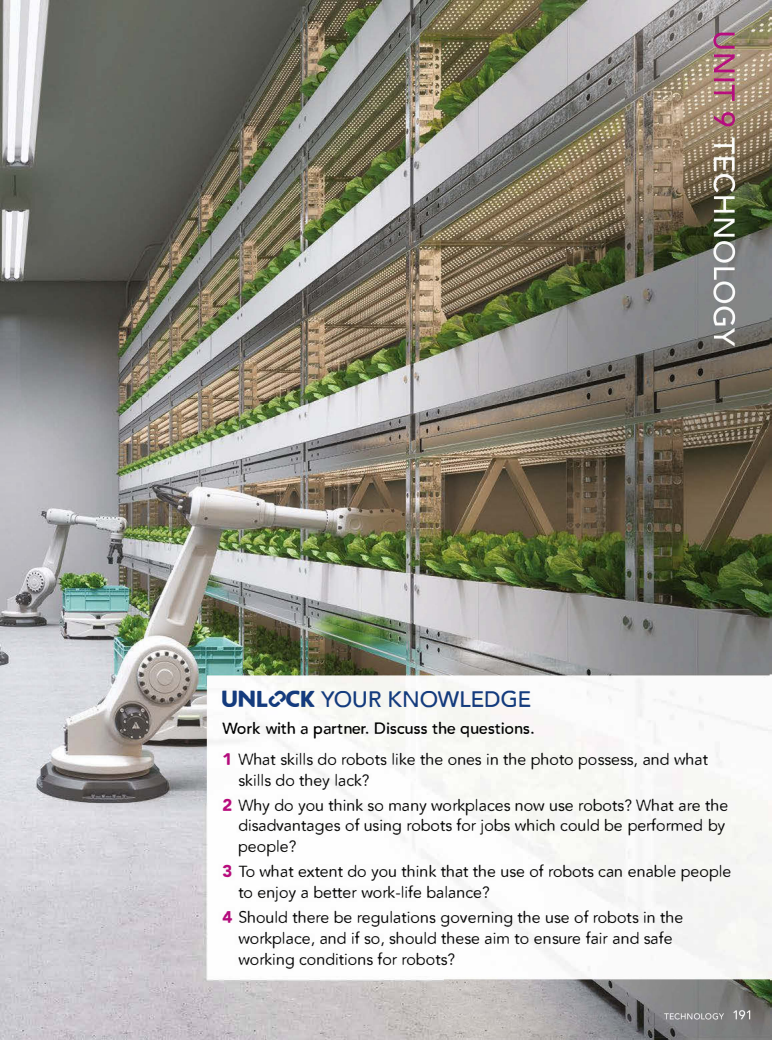 UNIT 9 TECHNOLOGY
UNLOCK YOUR KNOWLEDGE
Work with a partner. Discuss the questions.
1 What skills do robots like the ones in the photo possess, and what
skills do they lack?
2 Why do you think so many workplaces now use robots? What are the
disadvantages of using robots for jobs which could be performed by
people?
3 To what extent do you think that the use of robots can enable people
to enjoy a better work-life balance?
4 Should there be regulations governing the use of robots in the
workplace, and if so, should these aim to ensure fair and safe
working conditions for robots?
TECHNOLOGY 191